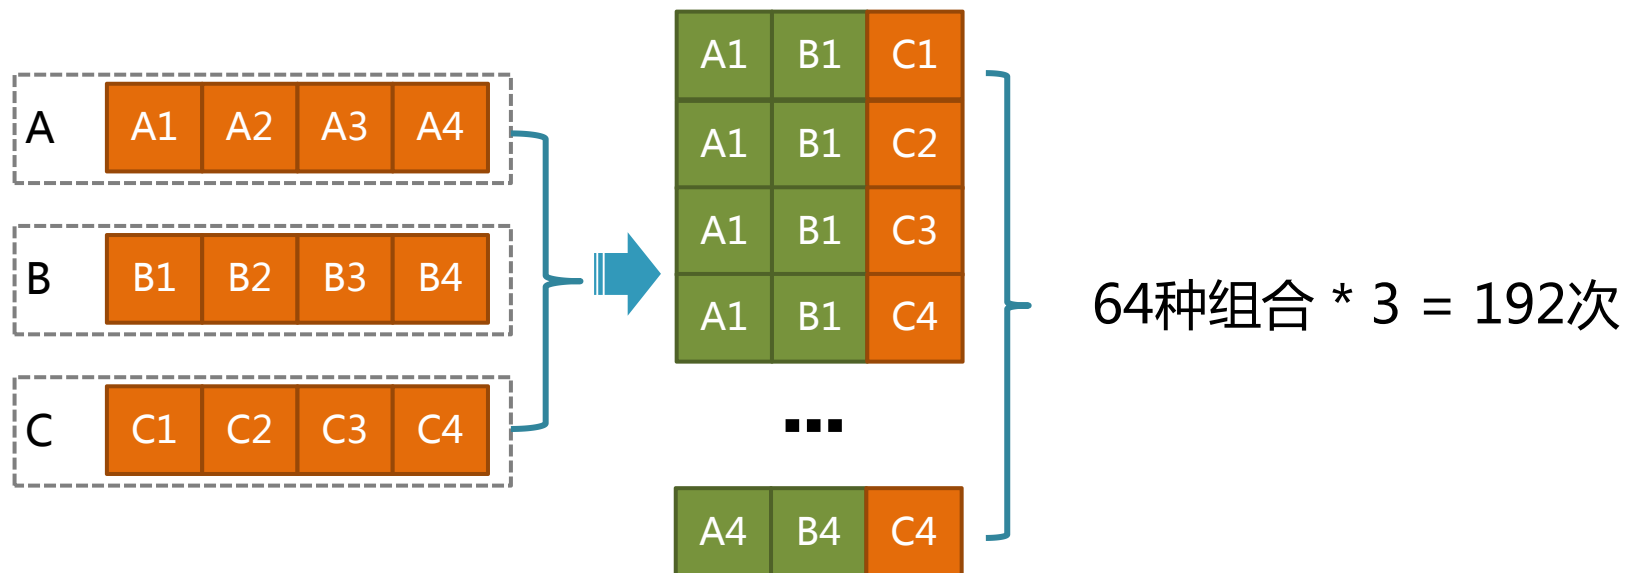 A A1 A2 A3 A4
B B1 B2 B3 B4
C C1 C2 C3 C4
A1 B1 C1
A1 B1 C2
A1 B1 C3
A1 B1 C4
...
A4 B4 C4
64种组合 * 3 = 192次